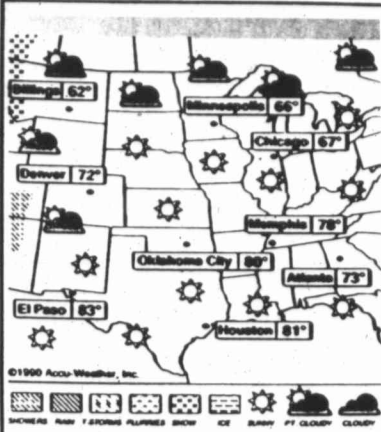 Billings 62°
Minneapolis 66°
Chicago 67°
Denver 72°
Memphis 78°
Oklahoma City 80°
Atlanta 73°
El Paso 83°
Houston 81°
©1990 Accu-Weather, Inc.
SHOWERS RAIN T-STORMS FLURRIES SNOW ICE SUNNY PT. CLOUDY CLOUDY